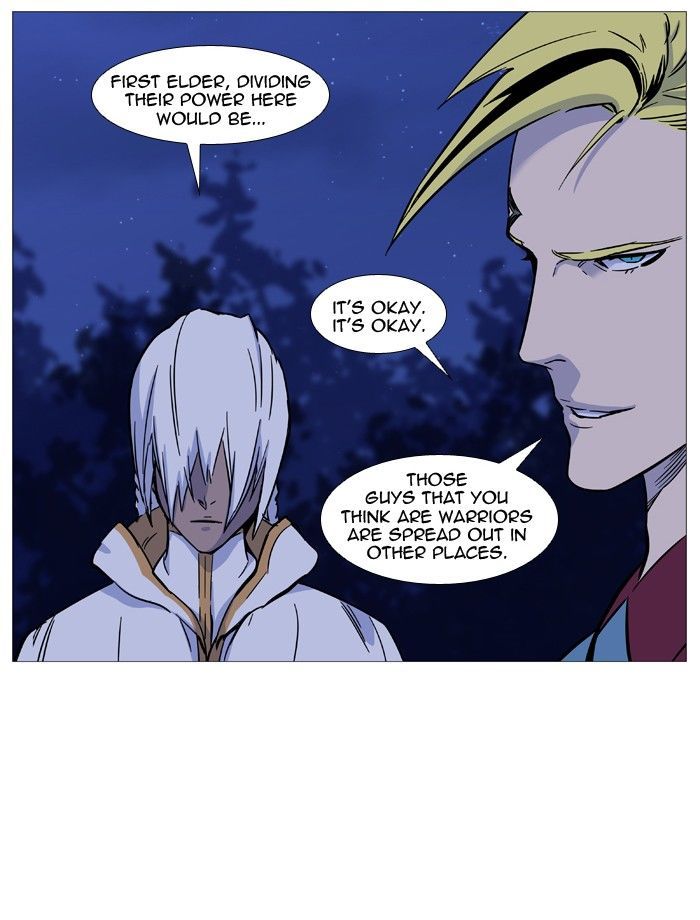 FIRST ELDER, DIVIDING
THEIR POWER HERE
WOULD BE...
IT'S OKAY.
IT'S OKAY.
THOSE
GUYS THAT YOU
THINK ARE WARRIORS
ARE SPREAD OUT IN
OTHER PLACES.